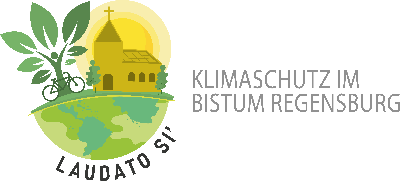 LAUDATO SI'
KLIMASCHUTZ IM
BISTUM REGENSBURG